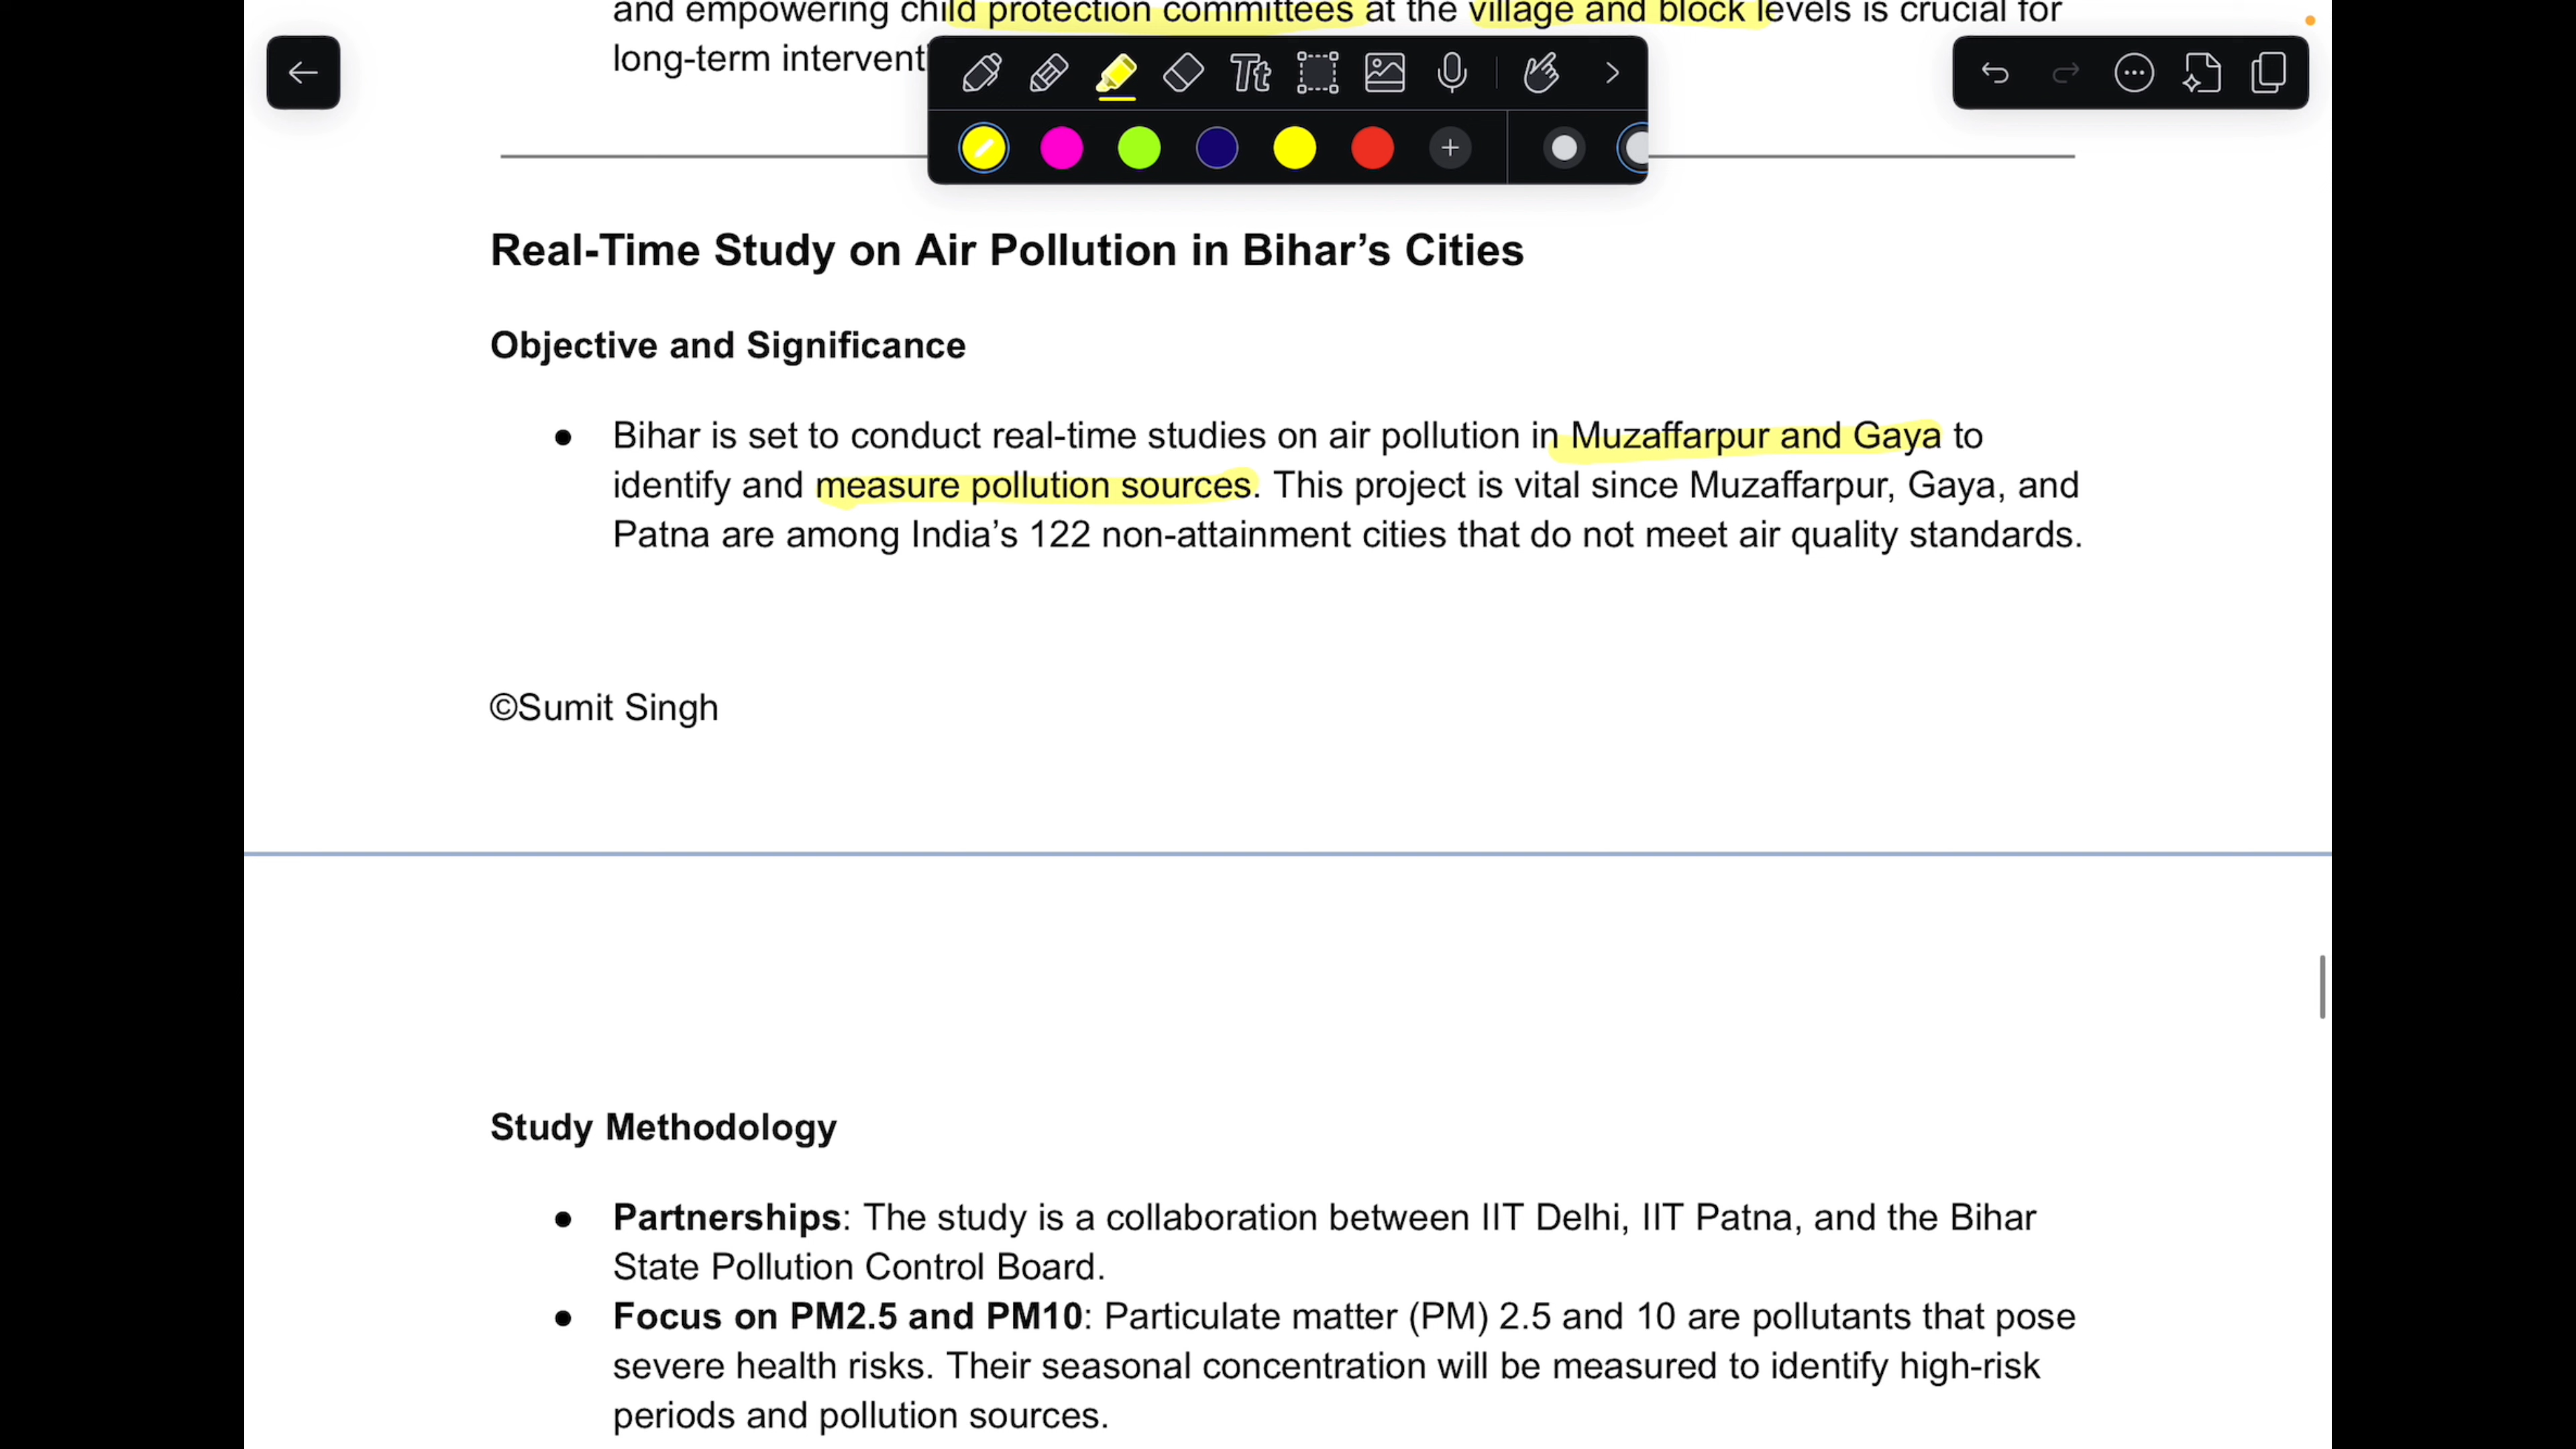 and empowering child protection committees at the village and block levels is crucial for
long-term intervent
Tt
Real-Time Study on Air Pollution in Bihar’s Cities
Objective and Significance
● Bihar is set to conduct real-time studies on air pollution in Muzaffarpur and Gaya to
identify and measure pollution sources. This project is vital since Muzaffarpur, Gaya, and
Patna are among India’s 122 non-attainment cities that do not meet air quality standards.
©Sumit Singh
Study Methodology
● Partnerships: The study is a collaboration between IIT Delhi, IIT Patna, and the Bihar
State Pollution Control Board.
● Focus on PM2.5 and PM10: Particulate matter (PM) 2.5 and 10 are pollutants that pose
severe health risks. Their seasonal concentration will be measured to identify high-risk
periods and pollution sources.